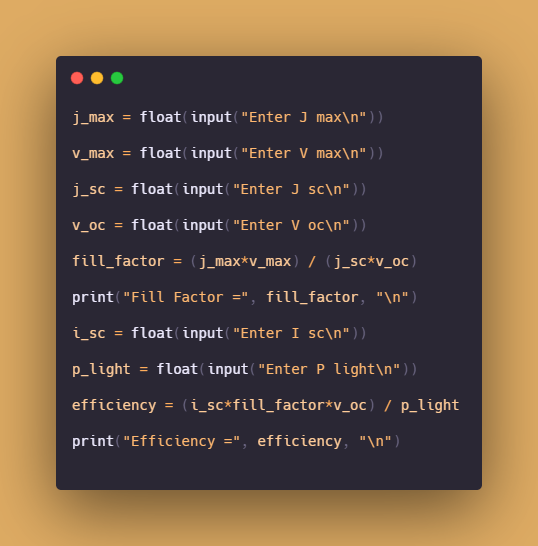 j_max = float(input("Enter J max\n"))
v_max = float(input("Enter V max\n"))
j_sc = float(input("Enter J sc\n"))
v_oc = float(input("Enter V oc\n"))
fill_factor = (j_max*v_max) / (j_sc*v_oc)
print("Fill Factor =", fill_factor, "\n")
i_sc = float(input("Enter I sc\n"))
p_light = float(input("Enter P light\n"))
efficiency = (i_sc*fill_factor*v_oc) / p_light
print("Efficiency =", efficiency, "\n")